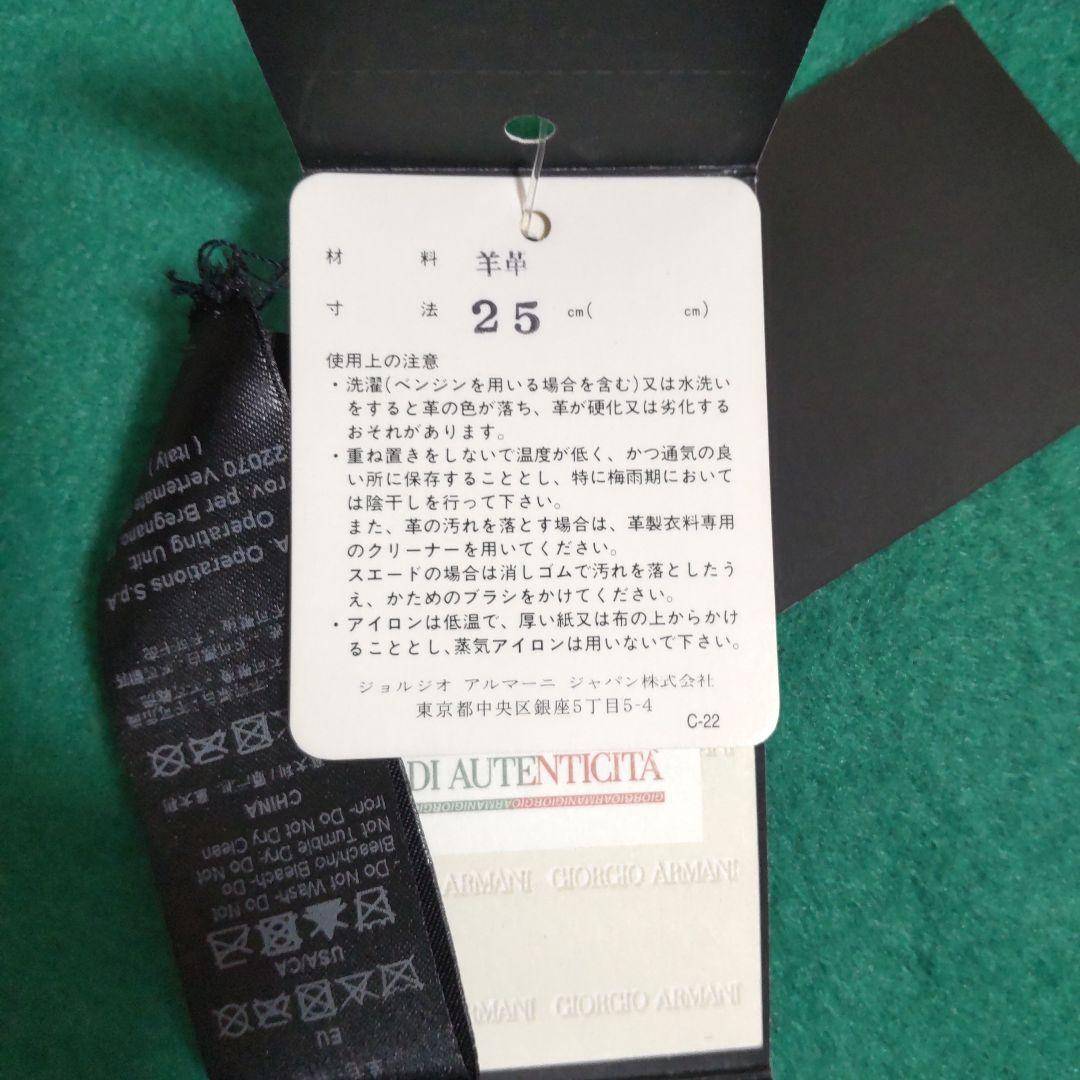 材 料 羊革
寸 法 25 cm( cm)
使用上の注意
・洗濯(ベンジンを用いる場合を含む)又は水洗い
をすると革の色が落ち、革が硬化又は劣化する
おそれがあります。
・重ね置きをしないで温度が低く、かつ通気の良
い所に保存することとし、特に梅雨期において
は陰干しを行って下さい。
また、革の汚れを落とす場合は、革製衣料専用
のクリーナーを用いてください。
スエードの場合は消しゴムで汚れを落としたう
え、かためのブラシをかけてください。
・アイロンは低温で、厚い紙又は布の上からかけ
ることとし、蒸気アイロンは用いないで下さい。
ジョルジオ アルマーニ ジャパン株式会社
東京都中央区銀座5丁目5-4
C-22
DI AUTENTICITÀ
GIORGIOARMANIGIORGIOARMANIGIORGIO
ARMANI GIORGIO ARMANI
ARMANI GIORGIO ARMANI
EU
USA/CA
- Do Not Wash- Do Not
Bleach/no Bleach- Do
Not Tumble Dry- Do Not
Iron- Do Not Dry Clean
CHINA
Operations S.p.A
Operating Unit
rov. per Bregnano
22070 Vertemate
( Italy )